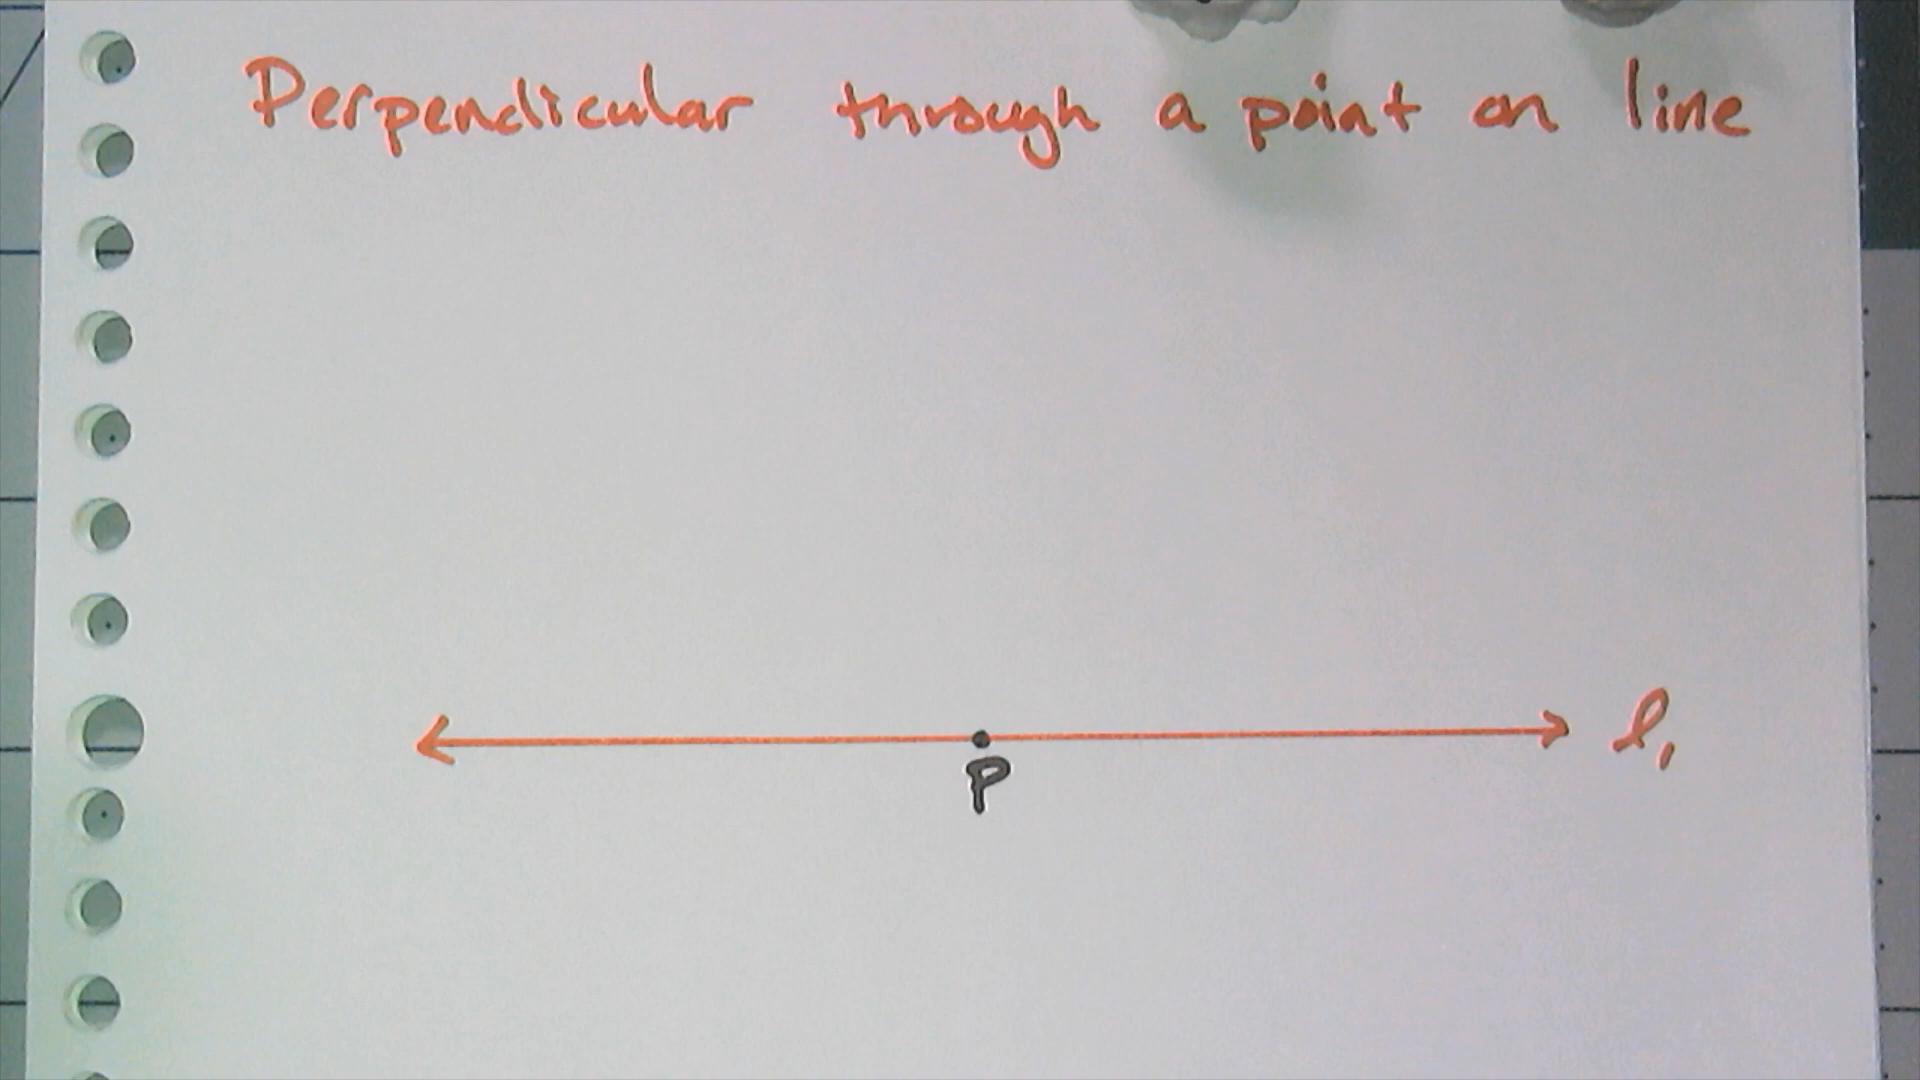 Perpendicular through a point on line
l₁
P